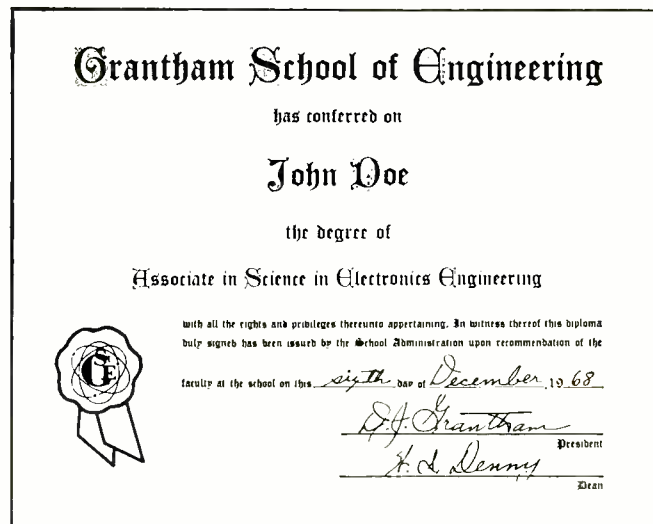 Grantham School of Engineering
has conferred on
John Doe
the degree of
Associate in Science in Electronics Engineering
with all the rights and privileges thereunto appertaining. In witness thereof this diploma
duly signed has been issued by the School Administration upon recommendation of the
faculty at the school on this sixth day of December, 1968
GSE
D.J. Grantham
President
H. L. Denny
Dean